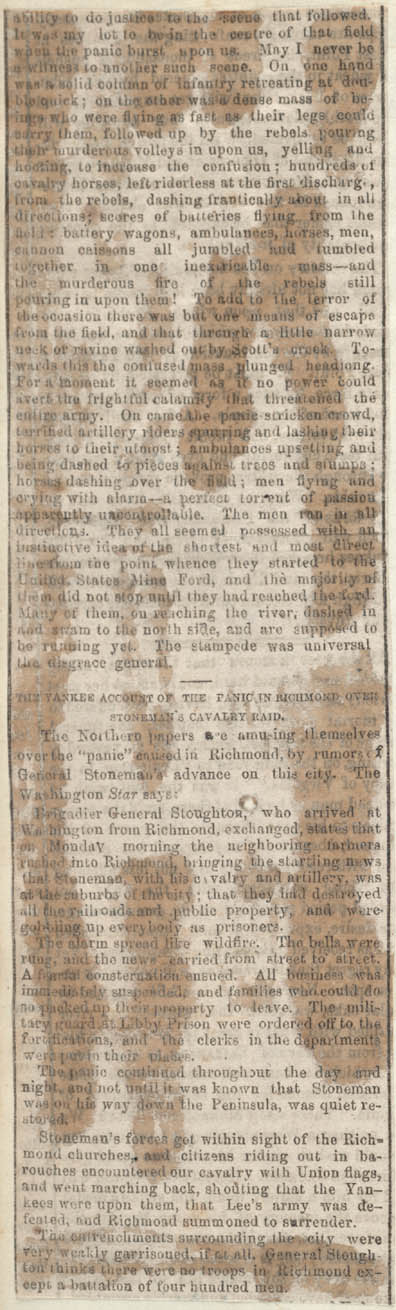 ability to do justice to the scene that followed.
It was my lot to be in the centre of that field
when the panic burst upon us. May I never be
a witness to another such scene. On one hand
was a solid column of infantry retreating at dou-
ble quick; on the other was a dense mass of be-
ings who were flying as fast as their legs could
carry them, followed up by the rebels pouring
their murderous volleys in upon us, yelling and
hooting, to increase the confusion; hundreds of
cavalry horses, left riderless at the first discharge,
from the rebels, dashing frantically about in all
directions; scores of batteries flying from the
field; battery wagons, ambulances, horses, men,
cannon caissons all jumbled and tumbled
together in one inextricable mass—and
the murderous fire of the rebels still
pouring in upon them! To add to the terror of
the occasion there was but one means of escape
from the field, and that through a little narrow
neck or ravine washed out by Scott's creek. To-
wards this the confused mass plunged headlong.
For a moment it seemed as if no power could
avert the frightful calamity that threatened the
entire army. On came the panic stricken crowd,
terrified artillery riders spurring and lashing their
horses to their utmost; ambulances upsetting and
being dashed to pieces against trees and stumps;
horses dashing over the field; men flying and
crying with alarm—a perfect torrent of passion
apparently uncontrollable. The men ran in all
directions. They all seemed possessed with an
instinctive idea of the shortest and most direct
line from the point whence they started to the
United States Mine Ford, and the majority of
them did not stop until they had reached the ford.
Many of them, on reaching the river, dashed in
and swam to the north side, and are supposed to
be running yet. The stampede was universal
the disgrace general.
THE YANKEE ACCOUNT OF THE PANIC IN RICHMOND OVER
STONEMAN'S CAVALRY RAID.
The Northern papers are amusing themselves
over the "panic" caused in Richmond, by rumors of
General Stoneman's advance on this city. The
Washington Star says:
Brigadier General Stoughton, who arrived at
Washington from Richmond, exchanged, states that
on Monday morning the neighboring farmers
rushed into Richmond, bringing the startling news
that Stoneman, with his cavalry and artillery, was
at the suburbs of the city; that they had destroyed
all the railroads and public property, and were
gobbling up everybody as prisoners.
The alarm spread like wildfire. The bells were
rung, and the news carried from street to street.
A fearful consternation ensued. All business was
immediately suspended, and families who could do
so packed up their property to leave. The mili-
tary guard at Libby Prison were ordered off to the
fortifications, and the clerks in the departments
were put in their places.
The panic continued throughout the day and
night, and not until it was known that Stoneman
was on his way down the Peninsula, was quiet re-
stored.
Stoneman's forces got within sight of the Rich-
mond churches, and citizens riding out in ba-
rouches encountered our cavalry with Union flags,
and went marching back, shouting that the Yan-
kees were upon them, that Lee's army was de-
feated, and Richmond summoned to surrender.
The entrenchments surrounding the city were
very weakly garrisoned, if at all. General Stough-
ton thinks there were no troops in Richmond ex-
cept a battalion of four hundred men.